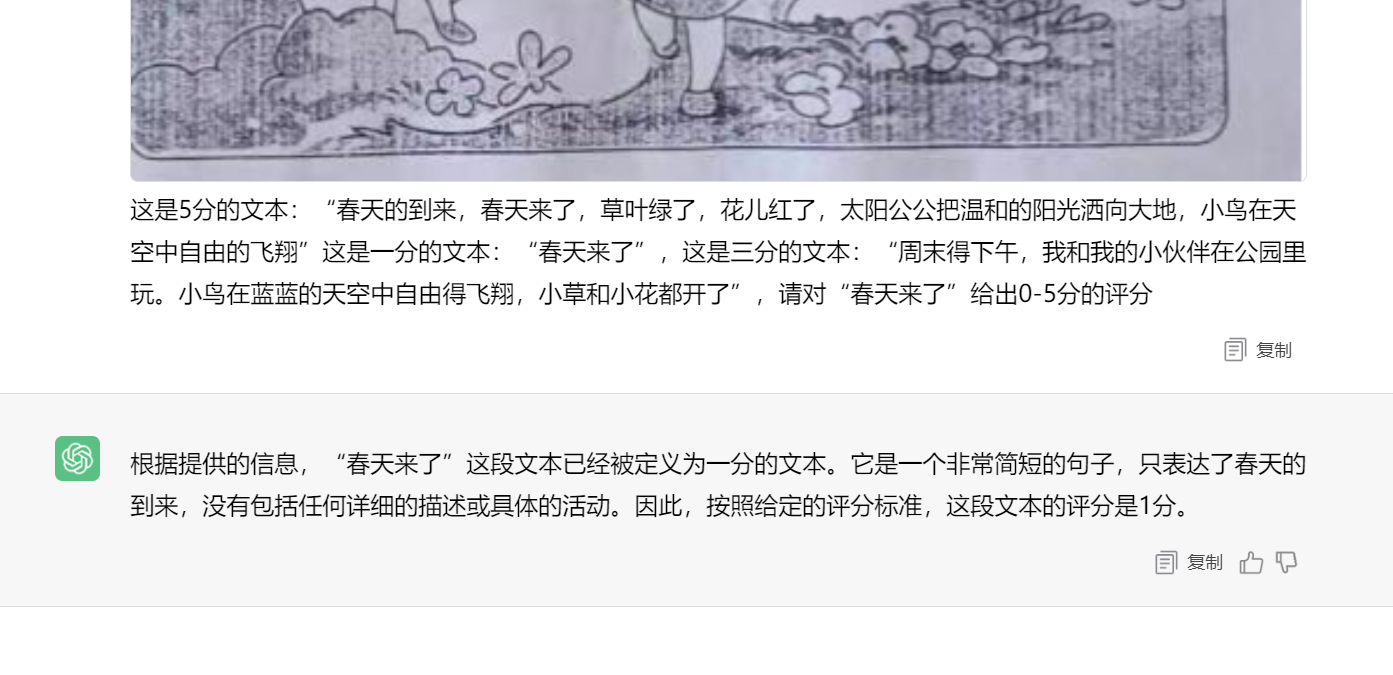 这是5分的文本：“春天的到来，春天来了，草叶绿了，花儿红了，太阳公公把温和的阳光洒向大地，小鸟在天
空中自由的飞翔”这是一分的文本：“春天来了”，这是三分的文本：“周末得下午，我和我的小伙伴在公园里
玩。小鸟在蓝蓝的天空中自由得飞翔，小草和小花都开了”，请对“春天来了”给出0-5分的评分
复制
根据提供的信息，“春天来了”这段文本已经被定义为一分的文本。它是一个非常简短的句子，只表达了春天的
到来，没有包括任何详细的描述或具体的活动。因此，按照给定的评分标准，这段文本的评分是1分。
复制